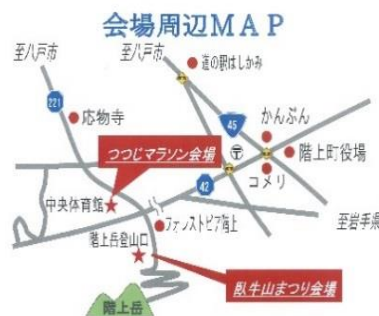 会場周辺MAP
至八戸市
至八戸市
道の駅はしかみ
221
応物寺
45
かんぶん
〒
階上町役場
つつじマラソン会場
コメリ
42
中央体育館
フォレストピア階上
至岩手県
階上岳登山口
臥牛山まつり会場
階上岳